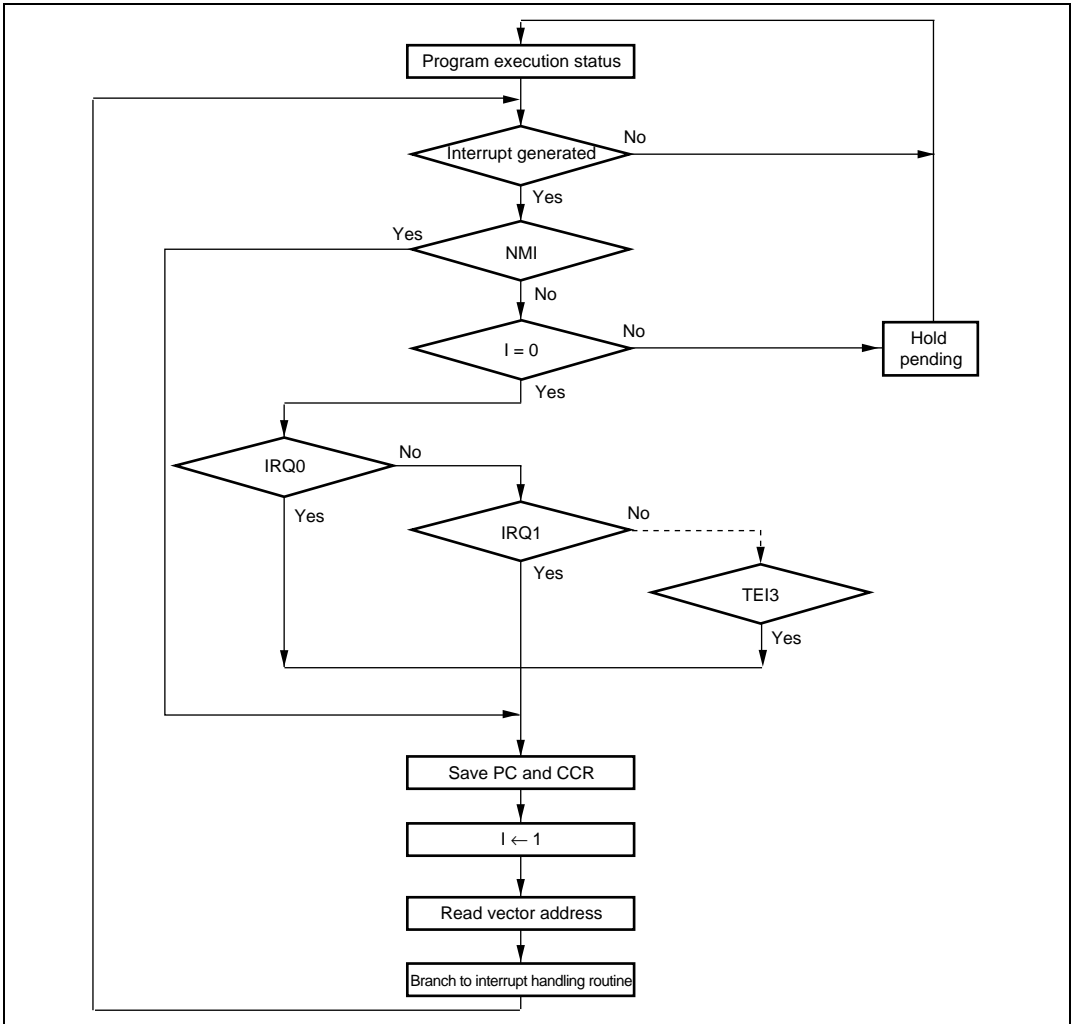 Program execution status
No
Interrupt generated
Yes
Yes
NMI
No
No
I = 0
Hold
pending
Yes
No
IRQ0
No
Yes
IRQ1
Yes
TEI3
Yes
Save PC and CCR
I ← 1
Read vector address
Branch to interrupt handling routine